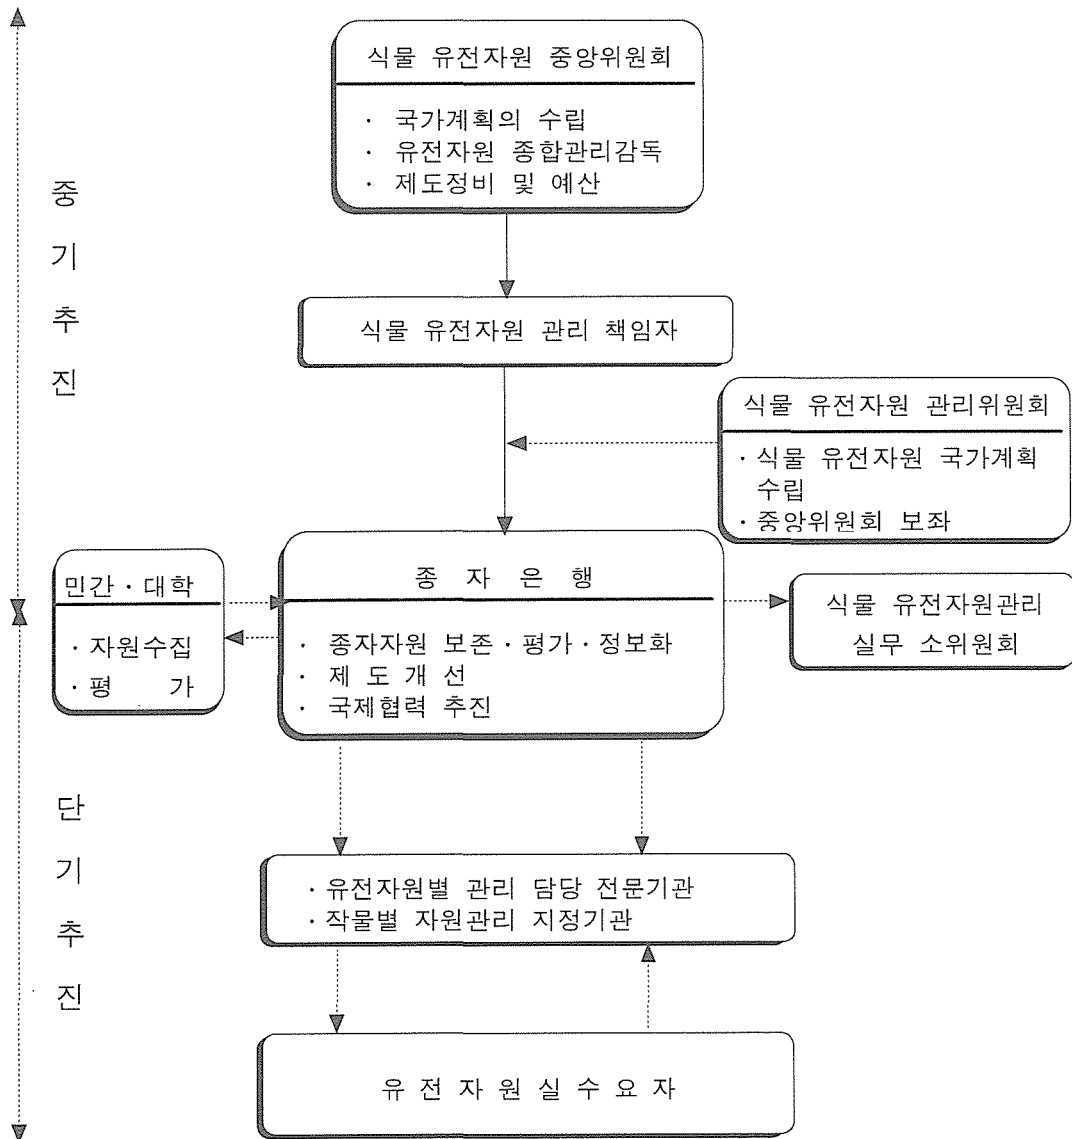 식물 유전자원 중앙위원회
· 국가계획의 수립
· 유전자원 종합관리감독
· 제도정비 및 예산
중
기
추
진
식물 유전자원 관리 책임자
식물 유전자원 관리위원회
· 식물 유전자원 국가계획
수립
· 중앙위원회 보좌
민간 · 대학
· 자원수집
· 평 가
종 자 은 행
· 종자자원 보존 · 평가 · 정보화
· 제 도 개 선
· 국제협력 추진
식물 유전자원관리
실무 소위원회
단
기
추
진
· 유전자원별 관리 담당 전문기관
· 작물별 자원관리 지정기관
유 전 자 원 실 수 요 자